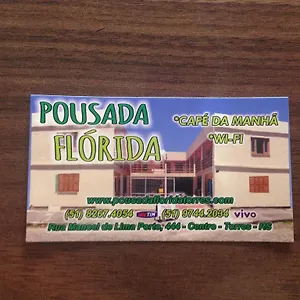 POUSADA
FLÓRIDA
*CAFÉ DA MANHÃ
*WI-FI
www.pousadafloridatorres.com
(51) 8207.4054 TIM (51) 9744.2034 vivo
Rua Manoel de Lima Porto, 444 - Centro - Torres - RS